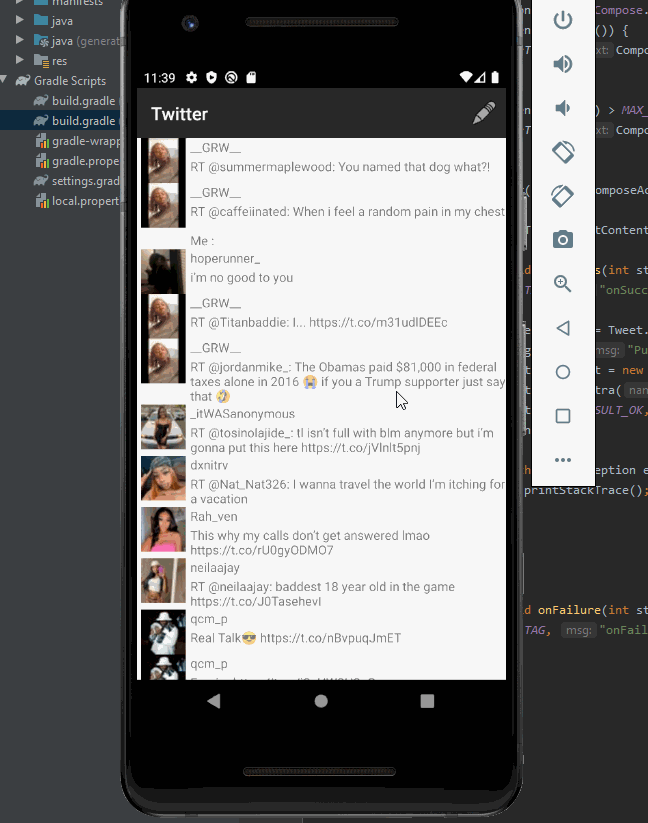 manifests
java
java (generat
res
Gradle Scripts
build.gradle
build.gradle
gradle-wrapp
gradle.prope
settings.grad
local.propert
11:39
Twitter
__GRW__
RT @summermaplewood: You named that dog what?!
__GRW__
RT @caffeiinated: When i feel a random pain in my chest
Me :
hoperunner_
i'm no good to you
__GRW__
RT @Titanbaddie: I... https://t.co/m31udlDEEc
__GRW__
RT @jordanmike_: The Obamas paid $81,000 in federal
taxes alone in 2016 😭 if you a Trump supporter just say
that 🤣
_itWASanonymous
RT @tosinolajide_: tl isn't full with blm anymore but i'm
gonna put this here https://t.co/jVlnlt5pnj
dxnitrv
RT @Nat_Nat326: I wanna travel the world I'm itching for
a vacation
Rah_ven
This why my calls don't get answered lmao
https://t.co/rU0gyODMO7
neilaajay
RT @neilaajay: baddest 18 year old in the game
https://t.co/J0TasehevI
qcm_p
Real Talk😎 https://t.co/nBvpuqJmET
qcm_p
Compose.
()) {
Compo
) > MAX_
Compo
omposeAc
tContent
s(int st
"onSucc
= Tweet.
msg: "Pu
t = new
tra( nam
SULT_OK,
ception e
printStackTrace();
d onFailure(int st
TAG, msg: "onFail